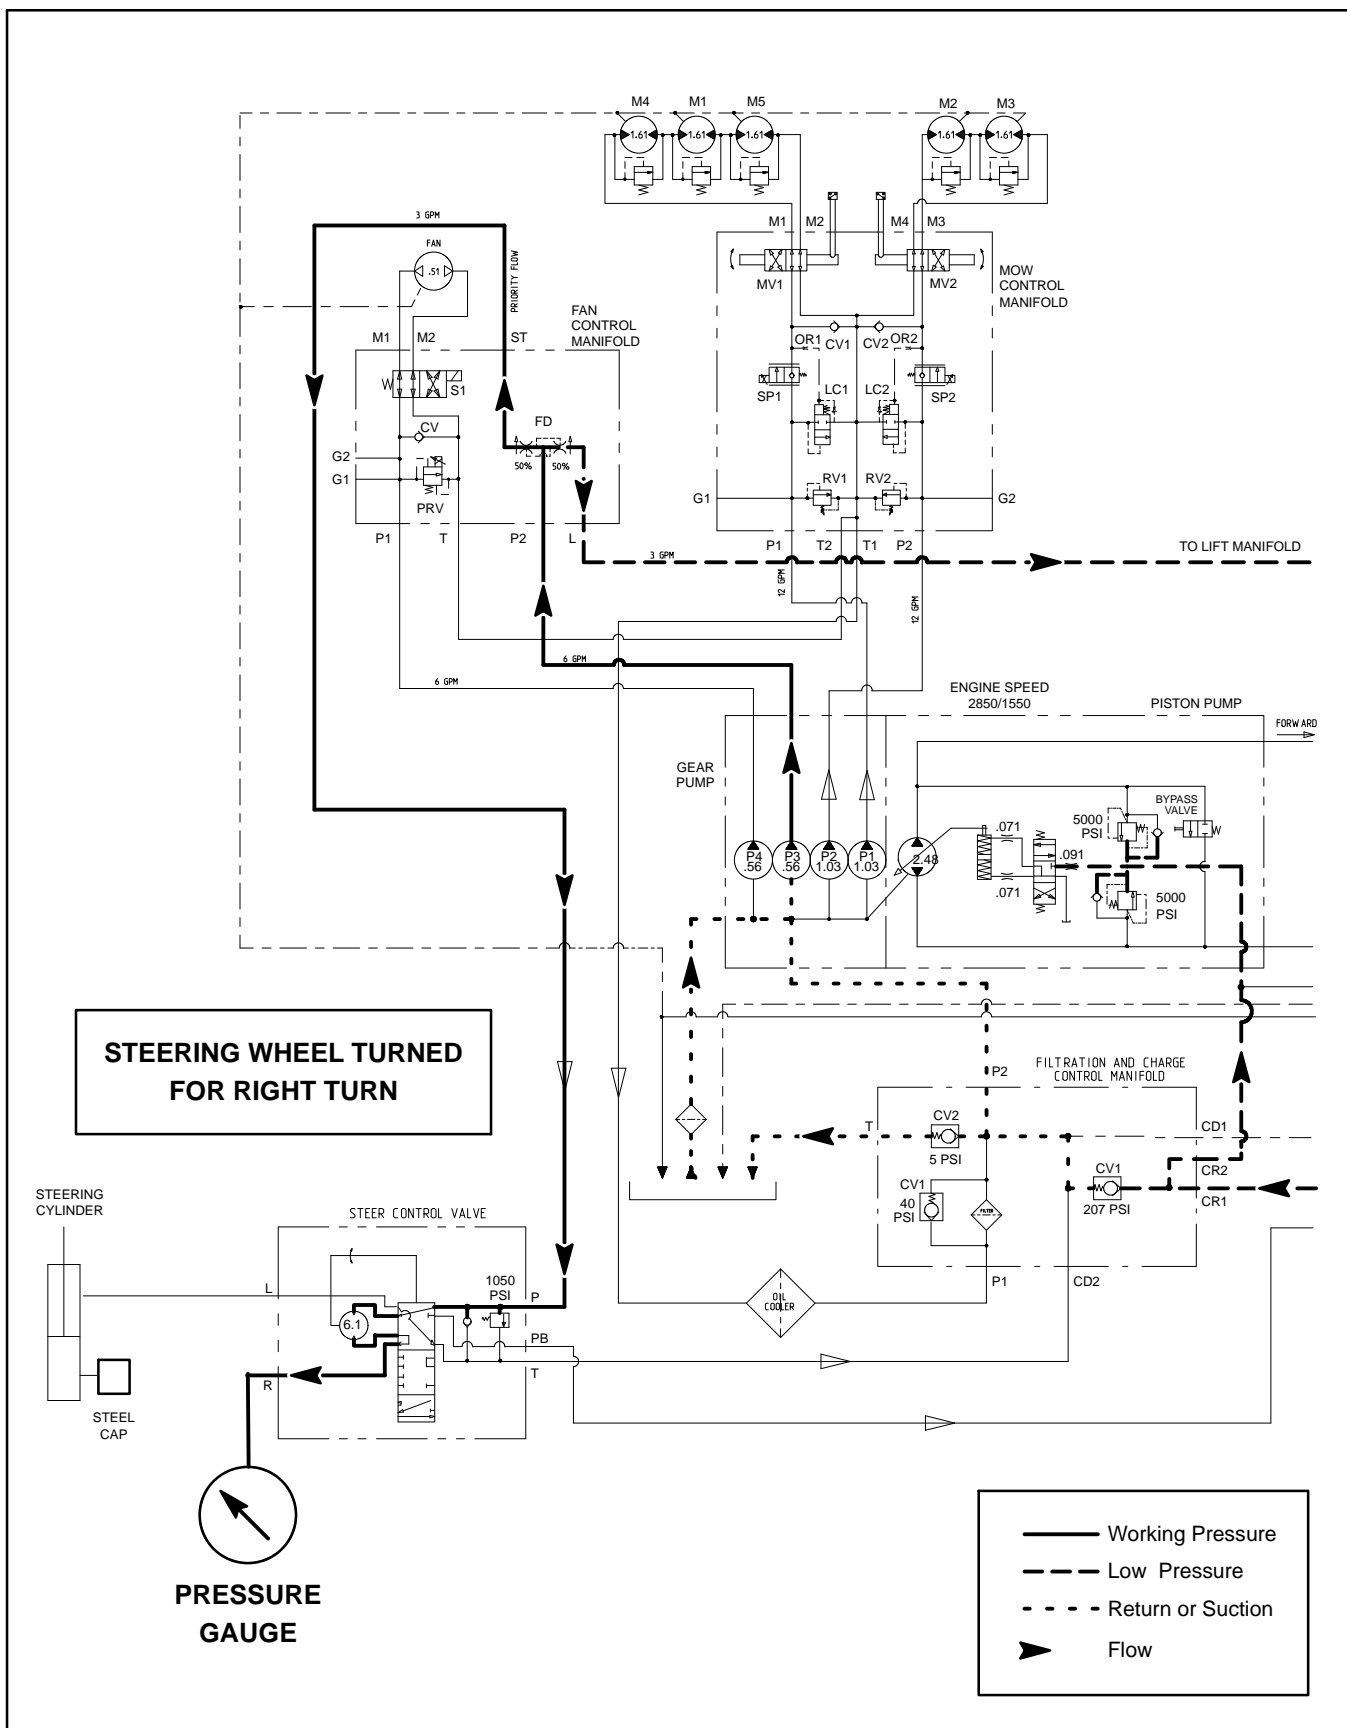 M4 M1 M5 M2 M3
1.61 1.61 1.61 1.61 1.61
3 GPM
FAN
.51
PRIORITY FLOW
M1 M2 M4 M3
MV1 MV2
MOW
CONTROL
MANIFOLD
FAN
CONTROL
MANIFOLD
M1 M2 ST
OR1 CV1 CV2 OR2
S1
SP1 LC1 LC2 SP2
CV
FD
50% 50%
G2
G1
PRV
RV1 RV2
G1 G2
P1 T P2 L
P1 T2 T1 P2
3 GPM
TO LIFT MANIFOLD
12 GPM
12 GPM
6 GPM
6 GPM
ENGINE SPEED
2850/1550
PISTON PUMP
FORWARD
GEAR
PUMP
BYPASS
VALVE
5000
PSI
.071
.091
.071
P4
.56
P3
.56
P2
1.03
P1
1.03
2.48
5000
PSI
STEERING WHEEL TURNED
FOR RIGHT TURN
P2
FILTRATION AND CHARGE
CONTROL MANIFOLD
T
CV2
5 PSI
CD1
CV1
207 PSI
CR2
CR1
CV1
40
PSI
FILTER
P1 CD2
OIL
COOLER
STEERING
CYLINDER
STEER CONTROL VALVE
L
1050
PSI
P
6.1
PB
T
R
STEEL
CAP
PRESSURE
GAUGE
Working Pressure
Low Pressure
Return or Suction
Flow